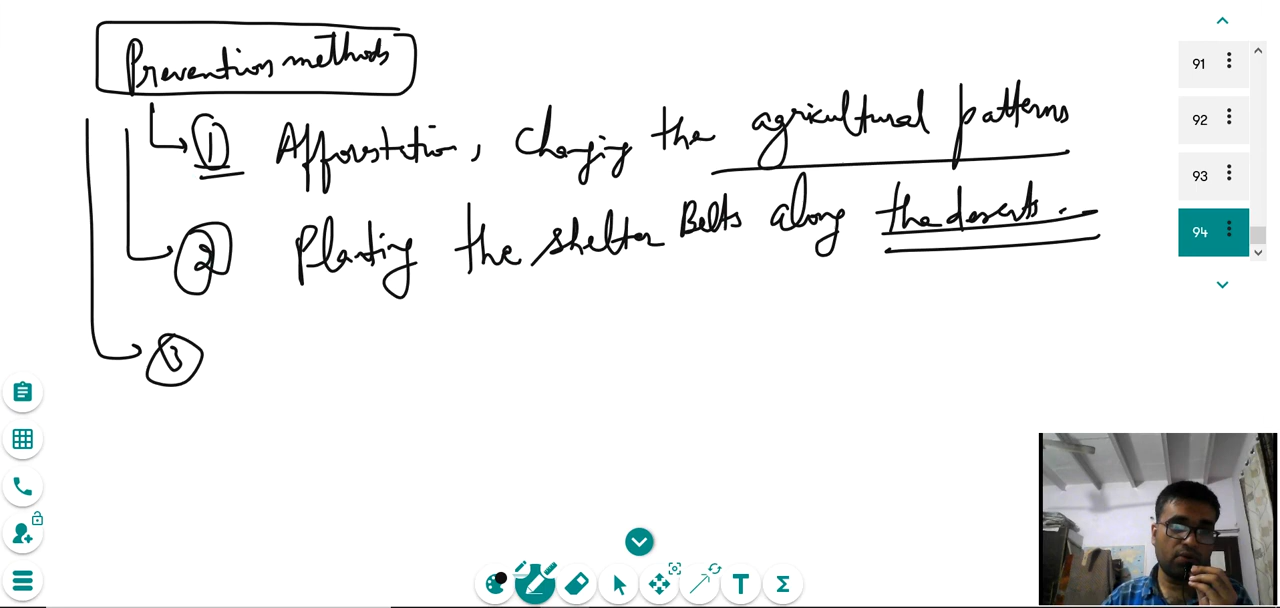 Prevention methods
① Afforstation, changing the agricultural patterns
② Planting the shelter Belts along the deserts.
③
91
92
93
94
T
Σ